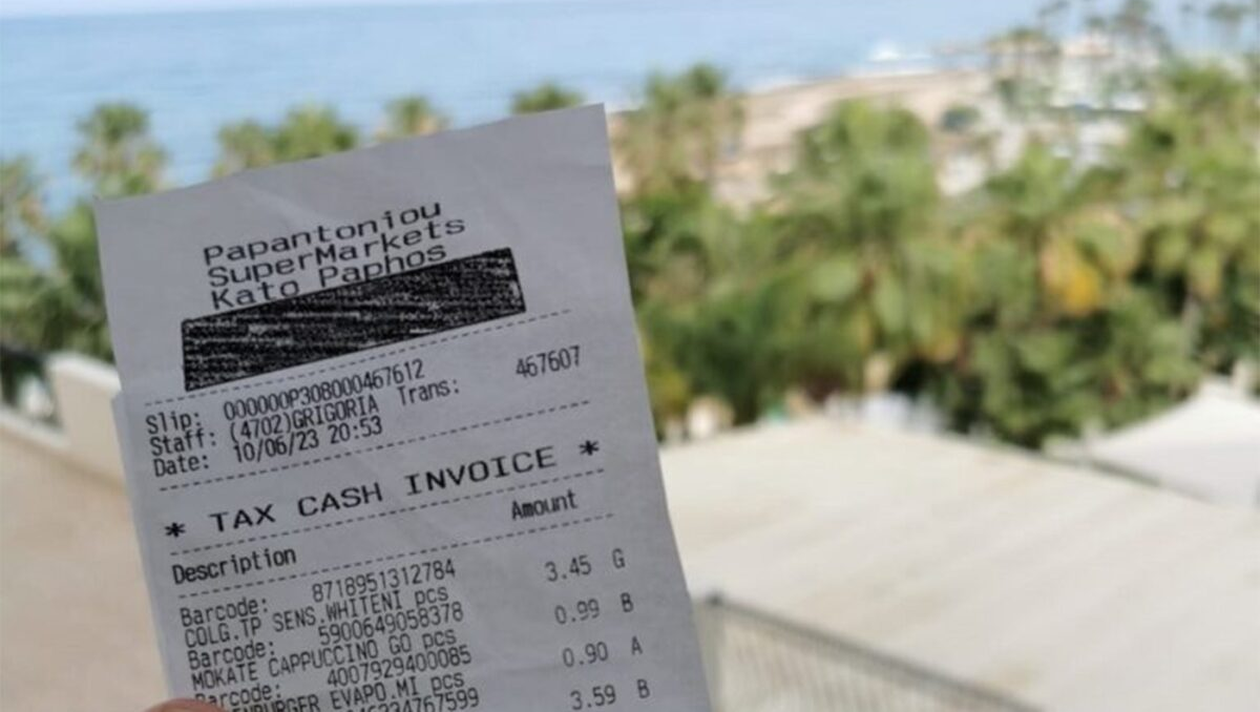 Papantoniou
SuperMarkets
Kato Paphos
Slip: 000000P308000467612
Staff: (4702)GRIGORIA Trans: 467607
Date: 10/06/23 20:53
* TAX CASH INVOICE *
Description Amount
Barcode: 8718951312784
COLG.TP SENS.WHITENI pcs 3.45 G
Barcode: 5900649058378
MOKATE CAPPUCCINO GO pcs 0.99 B
Barcode: 4007929400085
EVAPO.MI pcs 0.90 A
3.59 B